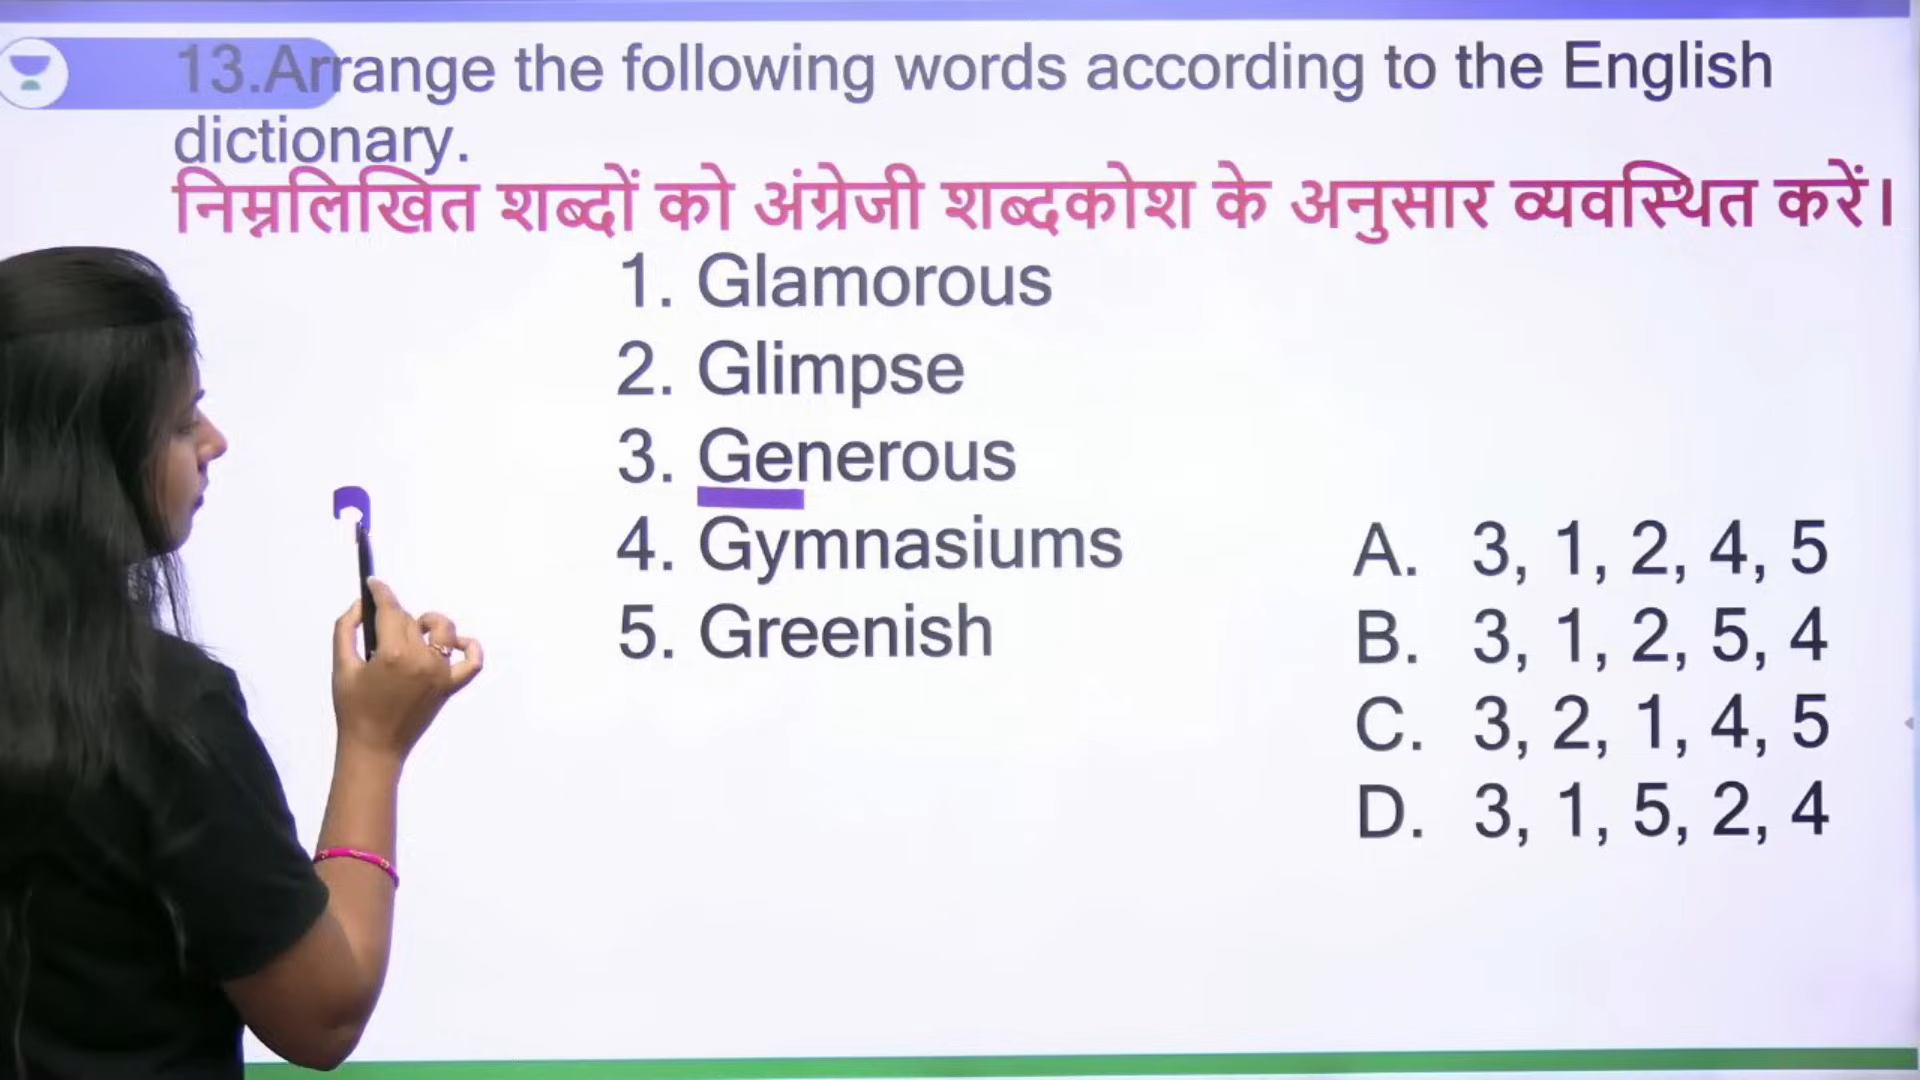 13.Arrange the following words according to the English
dictionary.
निम्नलिखित शब्दों को अंग्रेजी शब्दकोश के अनुसार व्यवस्थित करें।
1. Glamorous
2. Glimpse
3. Generous
4. Gymnasiums
5. Greenish
A. 3, 1, 2, 4, 5
B. 3, 1, 2, 5, 4
C. 3, 2, 1, 4, 5
D. 3, 1, 5, 2, 4